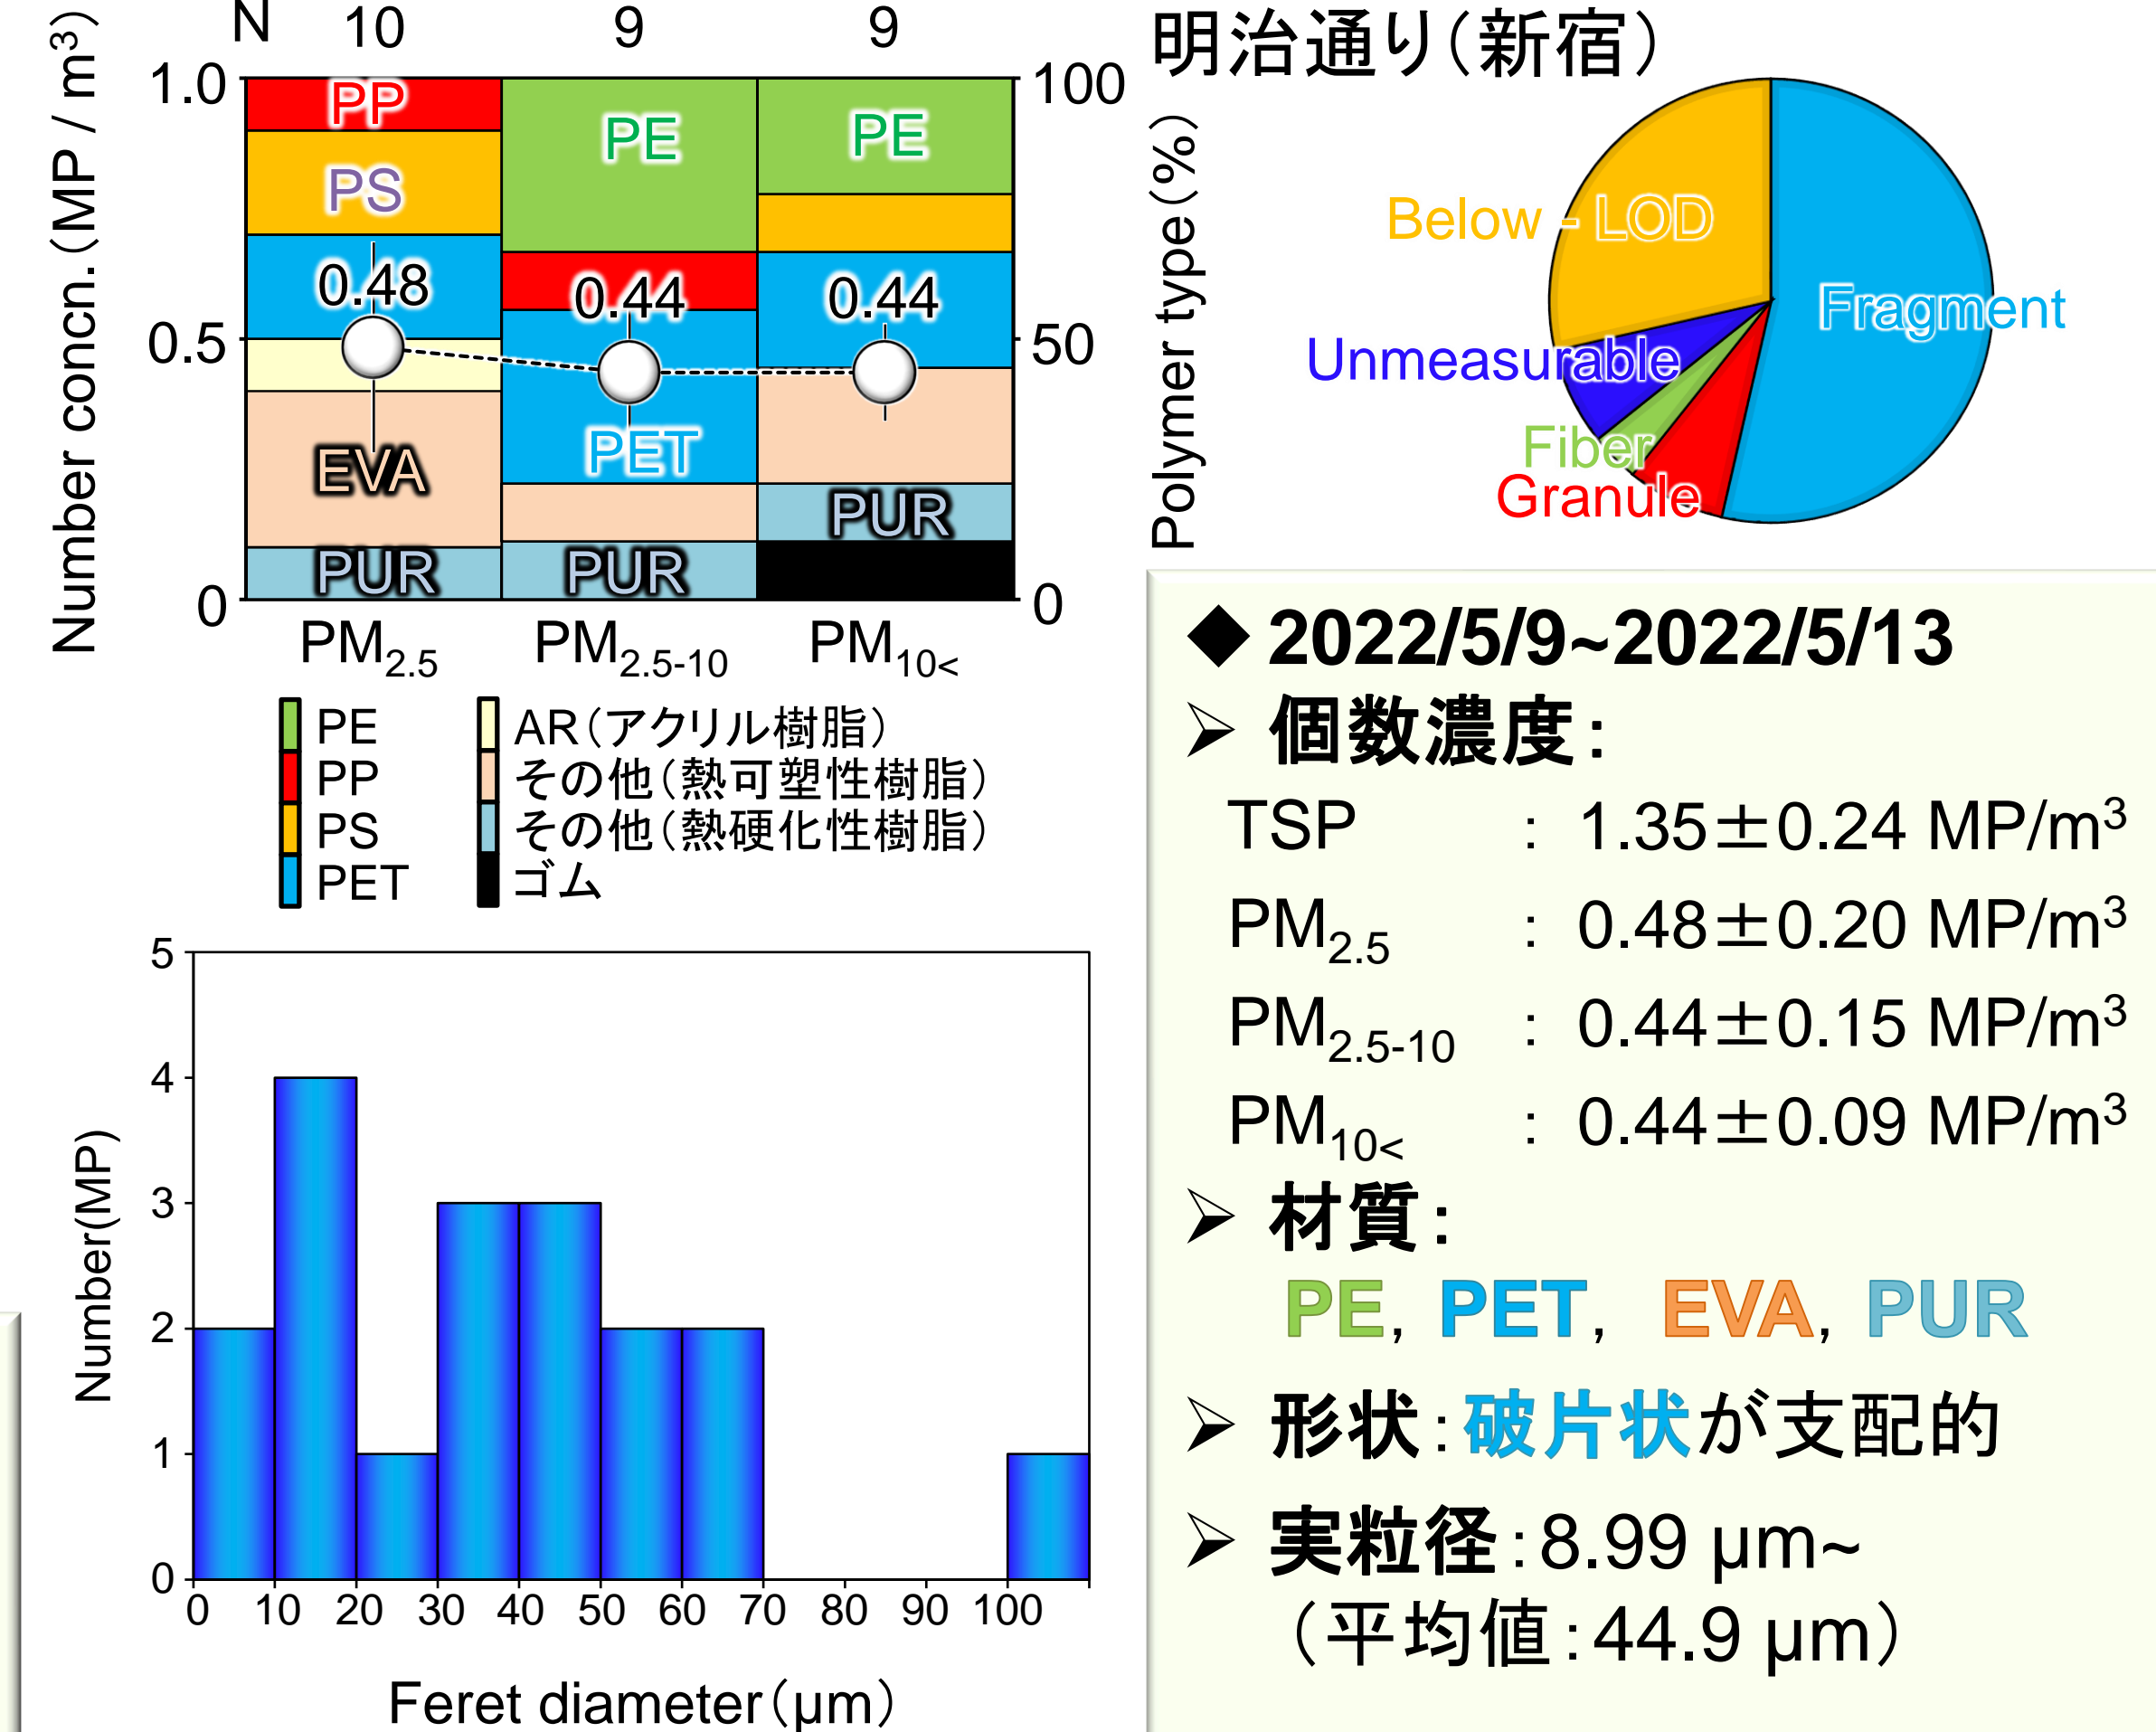 N 10 9 9
Number concn.(MP / m³)
1.0
0.5
0
PP
PS
0.48
EVA
PUR
PE
0.44
PET
PUR
PE
0.44
PUR
100
50
0
Polymer type(%)
PM2.5 PM2.5-10 PM10<
PE
PP
PS
PET
AR(アクリル樹脂)
その他(熱可塑性樹脂)
その他(熱硬化性樹脂)
ゴム
明治通り(新宿)
Below - LOD
Fragment
Unmeasurable
Fiber
Granule
Number(MP)
5
4
3
2
1
0
0 10 20 30 40 50 60 70 80 90 100
Feret diameter(μm)
◆ 2022/5/9~2022/5/13
➢ 個数濃度:
TSP : 1.35±0.24 MP/m³
PM2.5 : 0.48±0.20 MP/m³
PM2.5-10 : 0.44±0.15 MP/m³
PM10< : 0.44±0.09 MP/m³
➢ 材質:
PE, PET, EVA, PUR
➢ 形状:破片状が支配的
➢ 実粒径:8.99 μm~
(平均値:44.9 μm)